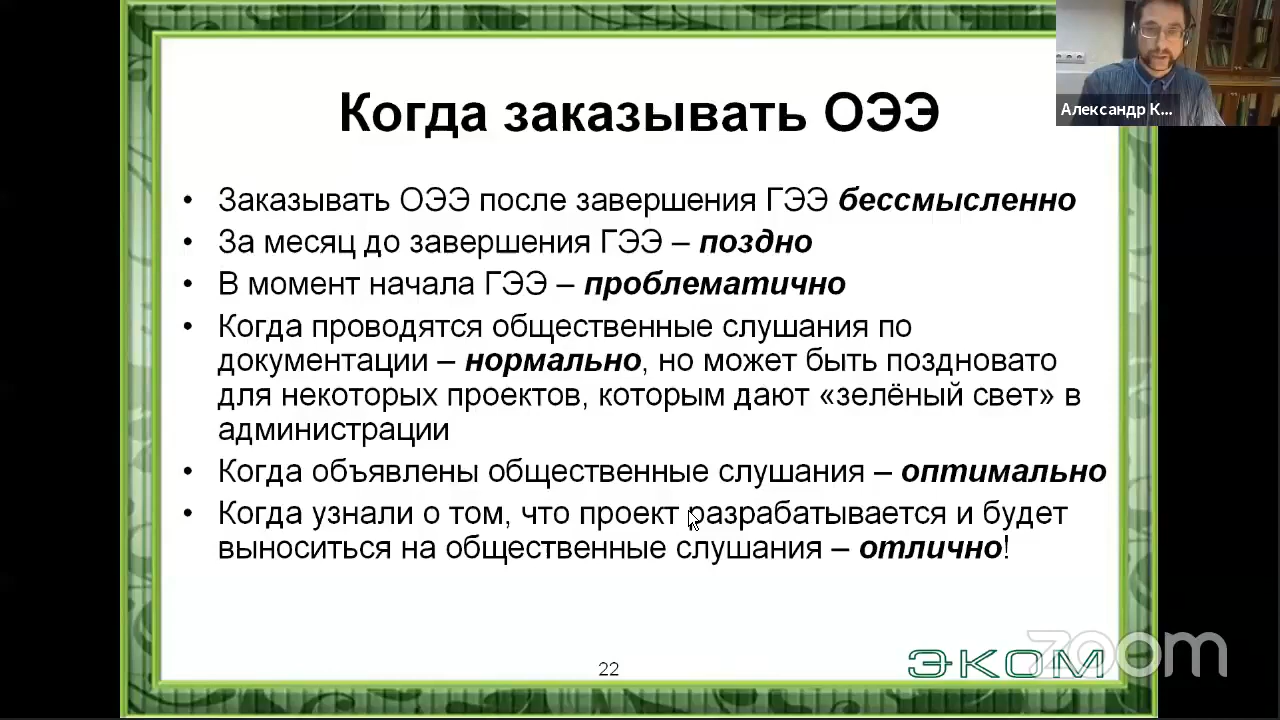 Когда заказывать ОЭЭ
Александр К...
• Заказывать ОЭЭ после завершения ГЭЭ бессмысленно
• За месяц до завершения ГЭЭ – поздно
• В момент начала ГЭЭ – проблематично
• Когда проводятся общественные слушания по
документации – нормально, но может быть поздновато
для некоторых проектов, которым дают «зелёный свет» в
администрации
• Когда объявлены общественные слушания – оптимально
• Когда узнали о том, что проект разрабатывается и будет
выноситься на общественные слушания – отлично!
22
ЭКОМ
zoom